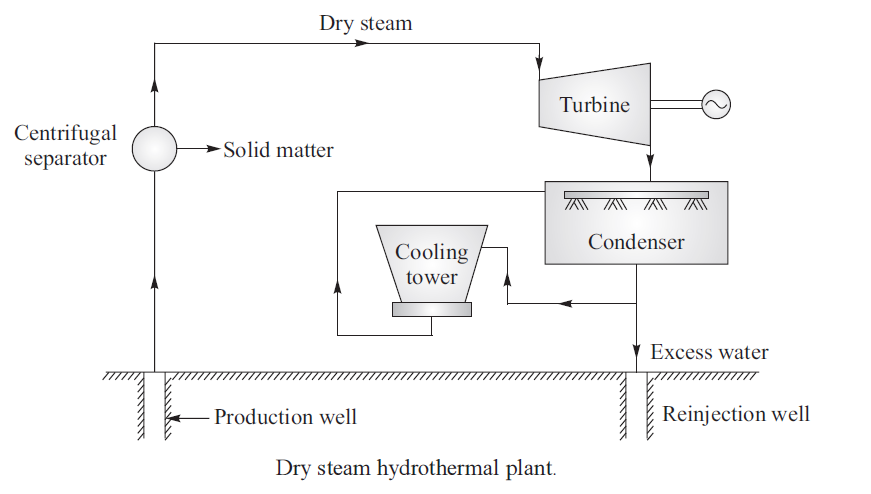 Dry steam
Turbine
Centrifugal
separator
Solid matter
Condenser
Cooling
tower
Excess water
Production well
Reinjection well
Dry steam hydrothermal plant.